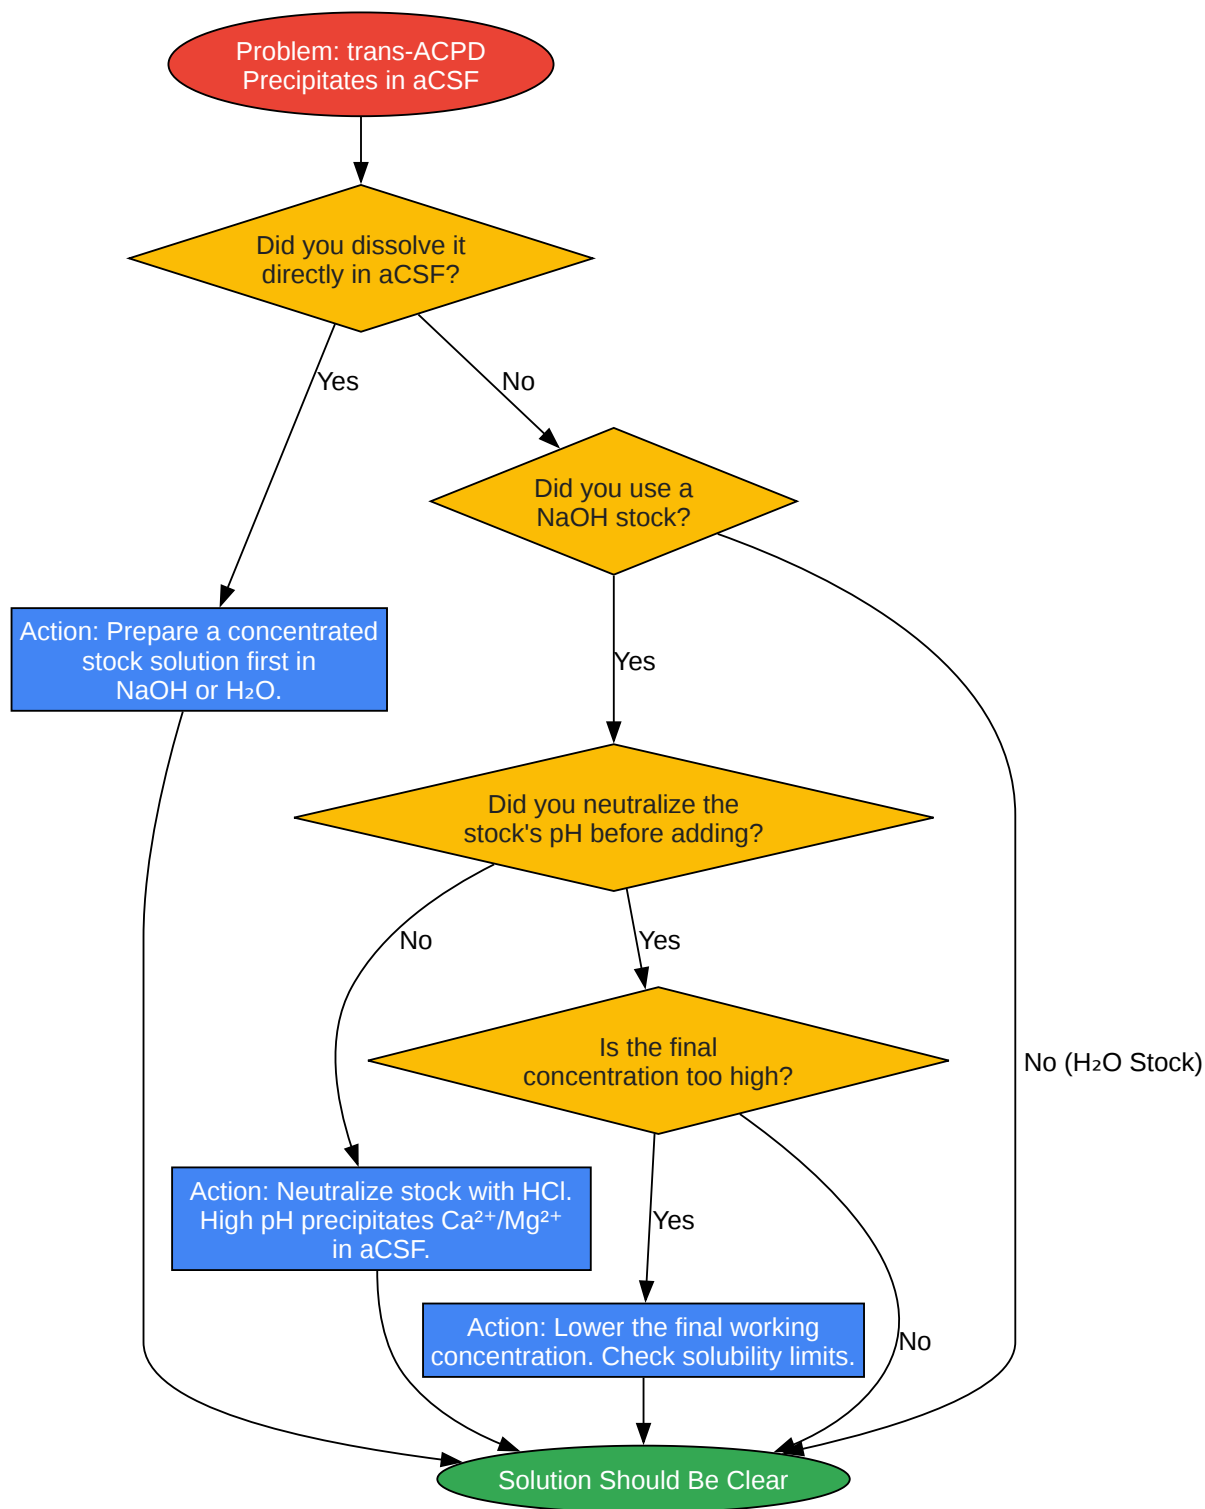 Problem: trans-ACPD
Precipitates in aCSF
Did you dissolve it
directly in aCSF?
Yes
No
Did you use a
NaOH stock?
Action: Prepare a concentrated
stock solution first in
NaOH or H₂O.
Yes
Did you neutralize the
stock's pH before adding?
No
Yes
Is the final
concentration too high?
No (H₂O Stock)
Action: Neutralize stock with HCl.
High pH precipitates Ca²⁺/Mg²⁺
in aCSF.
Yes
Action: Lower the final working
concentration. Check solubility limits.
No
Solution Should Be Clear